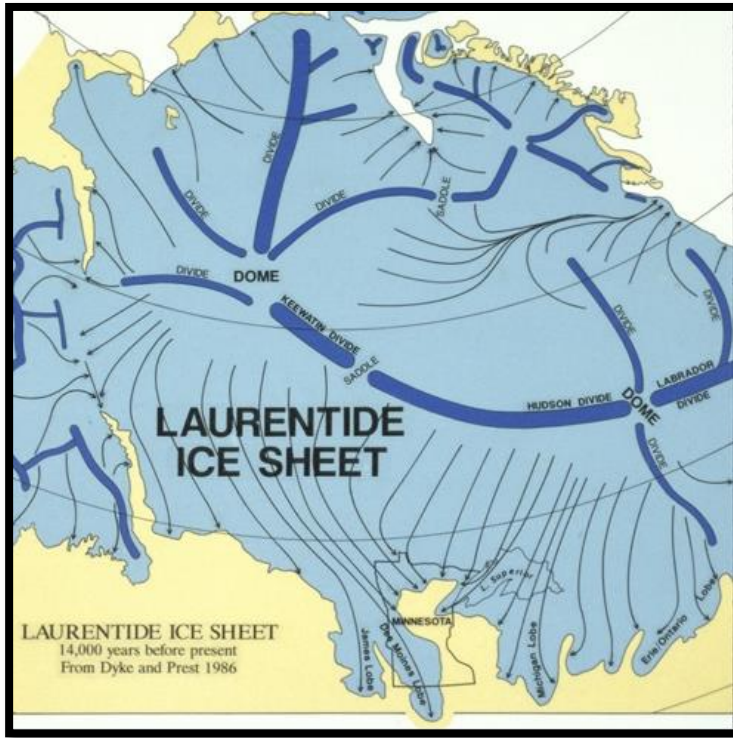 DIVIDE
DIVIDE
DIVIDE
SADDLE
DIVIDE
DOME
KEEWATIN DIVIDE
SADDLE
DIVIDE
DIVIDE
LABRADOR
DIVIDE
HUDSON DIVIDE
DOME
DIVIDE
LAURENTIDE
ICE SHEET
L. Superior
MINNESOTA
James Lobe
Des Moines Lobe
Michigan Lobe
Erie/Ontario Lobe
LAURENTIDE ICE SHEET
14,000 years before present
From Dyke and Prest 1986